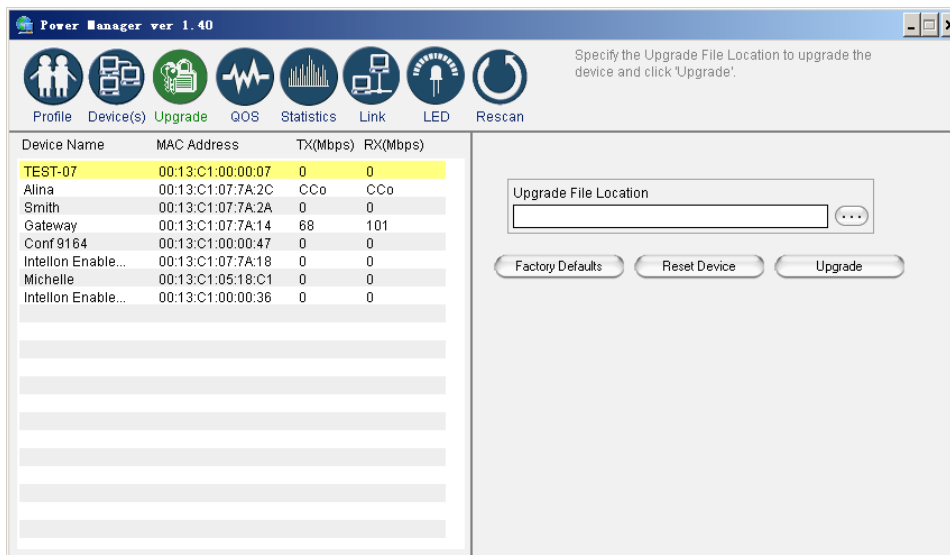 Power Manager ver 1.40
Specify the Upgrade File Location to upgrade the
device and click 'Upgrade'.
Profile Device(s) Upgrade QOS Statistics Link LED Rescan
Device Name MAC Address TX(Mbps) RX(Mbps)
TEST-07 00:13:C1:00:00:07 0 0
Alina 00:13:C1:07:7A:2C CCo CCo
Smith 00:13:C1:07:7A:2A 0 0
Gateway 00:13:C1:07:7A:14 68 101
Conf 9164 00:13:C1:00:00:47 0 0
Intellon Enable... 00:13:C1:07:7A:18 0 0
Michelle 00:13:C1:05:18:C1 0 0
Intellon Enable... 00:13:C1:00:00:36 0 0
Upgrade File Location
...
Factory Defaults Reset Device Upgrade